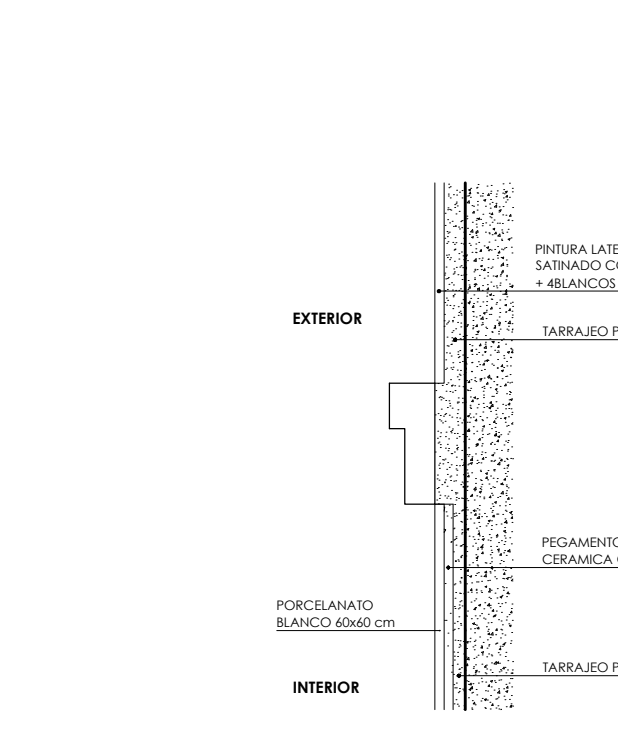 PINTURA LATE
SATINADO CO
+ 4BLANCOS
EXTERIOR
TARRAJEO P
PEGAMENTO
CERAMICA
PORCELANATO
BLANCO 60x60 cm
TARRAJEO P
INTERIOR